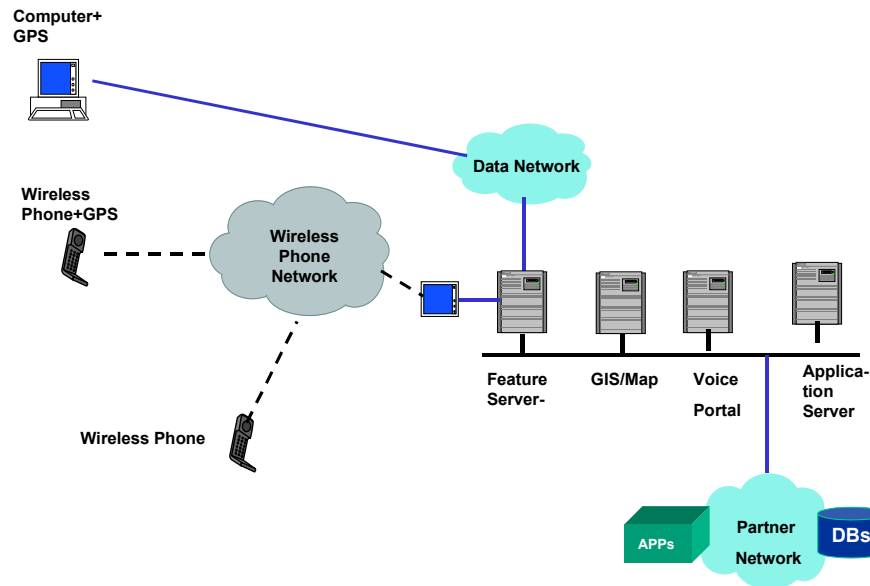 Computer+
GPS
Data Network
Wireless
Phone+GPS
Wireless
Phone
Network
Feature
Server-
GIS/Map
Voice
Portal
Applica-
tion
Server
Wireless Phone
APPs
Partner
Network
DBs